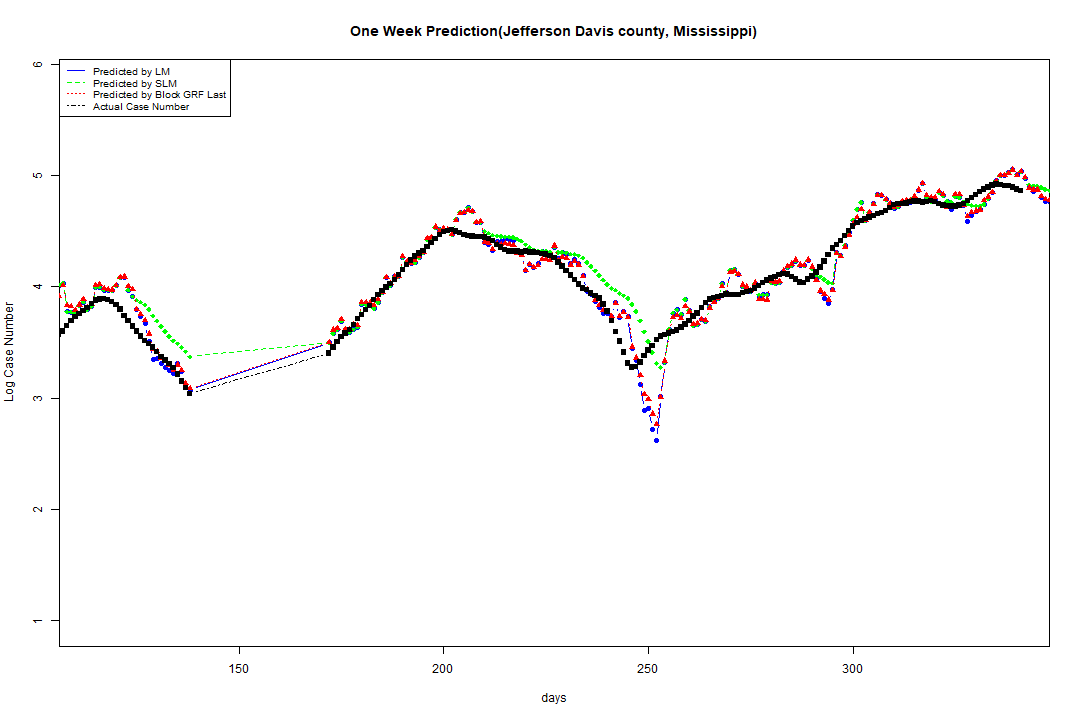 One Week Prediction(Jefferson Davis county, Mississippi)
Predicted by LM
Predicted by SLM
Predicted by Block GRF Last
Actual Case Number
6
5
4
3
2
1
Log Case Number
150 200 250 300
days